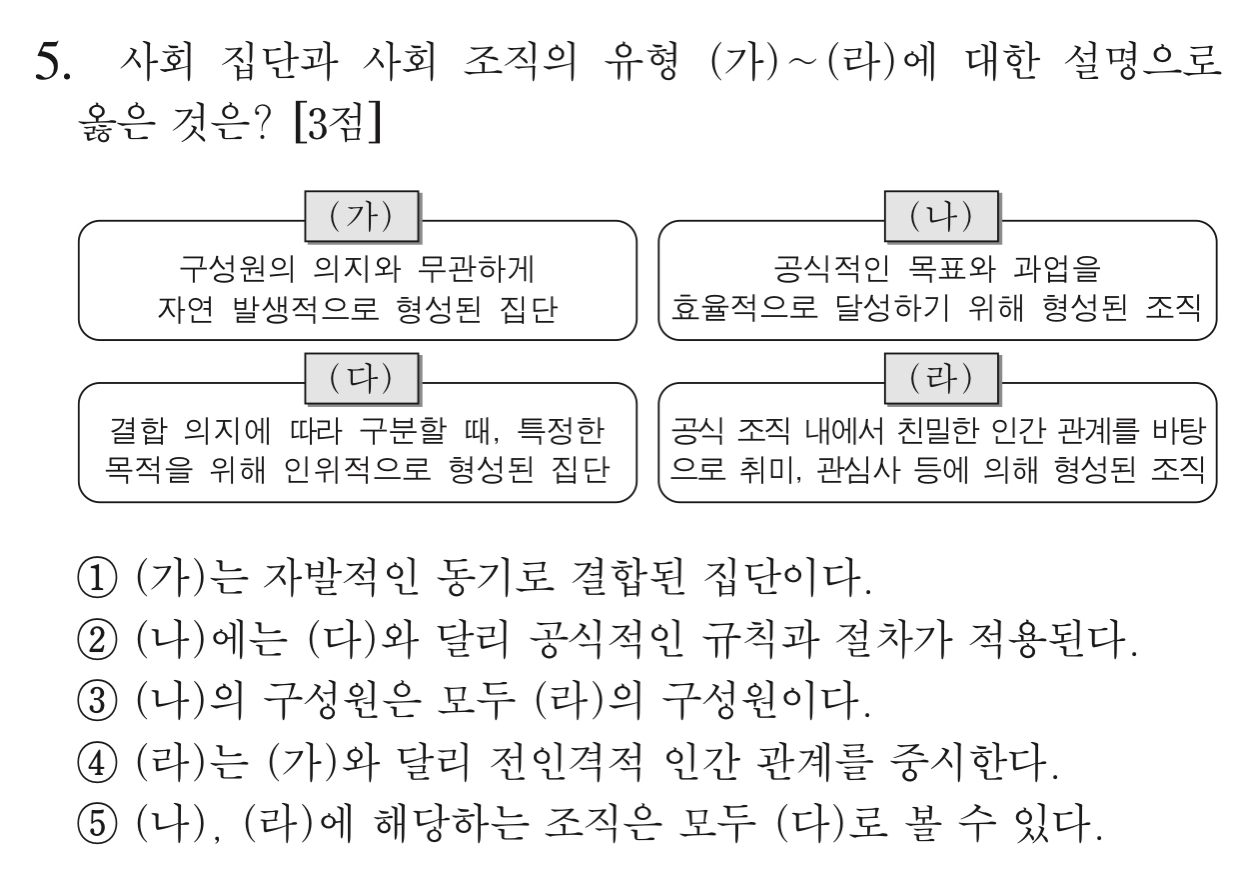 5. 사회 집단과 사회 조직의 유형 (가)~(라)에 대한 설명으로
옳은 것은? [3점]
(가)
구성원의 의지와 무관하게
자연 발생적으로 형성된 집단
(나)
공식적인 목표와 과업을
효율적으로 달성하기 위해 형성된 조직
(다)
결합 의지에 따라 구분할 때, 특정한
목적을 위해 인위적으로 형성된 집단
(라)
공식 조직 내에서 친밀한 인간 관계를 바탕
으로 취미, 관심사 등에 의해 형성된 조직
① (가)는 자발적인 동기로 결합된 집단이다.
② (나)에는 (다)와 달리 공식적인 규칙과 절차가 적용된다.
③ (나)의 구성원은 모두 (라)의 구성원이다.
④ (라)는 (가)와 달리 전인격적 인간 관계를 중시한다.
⑤ (나), (라)에 해당하는 조직은 모두 (다)로 볼 수 있다.